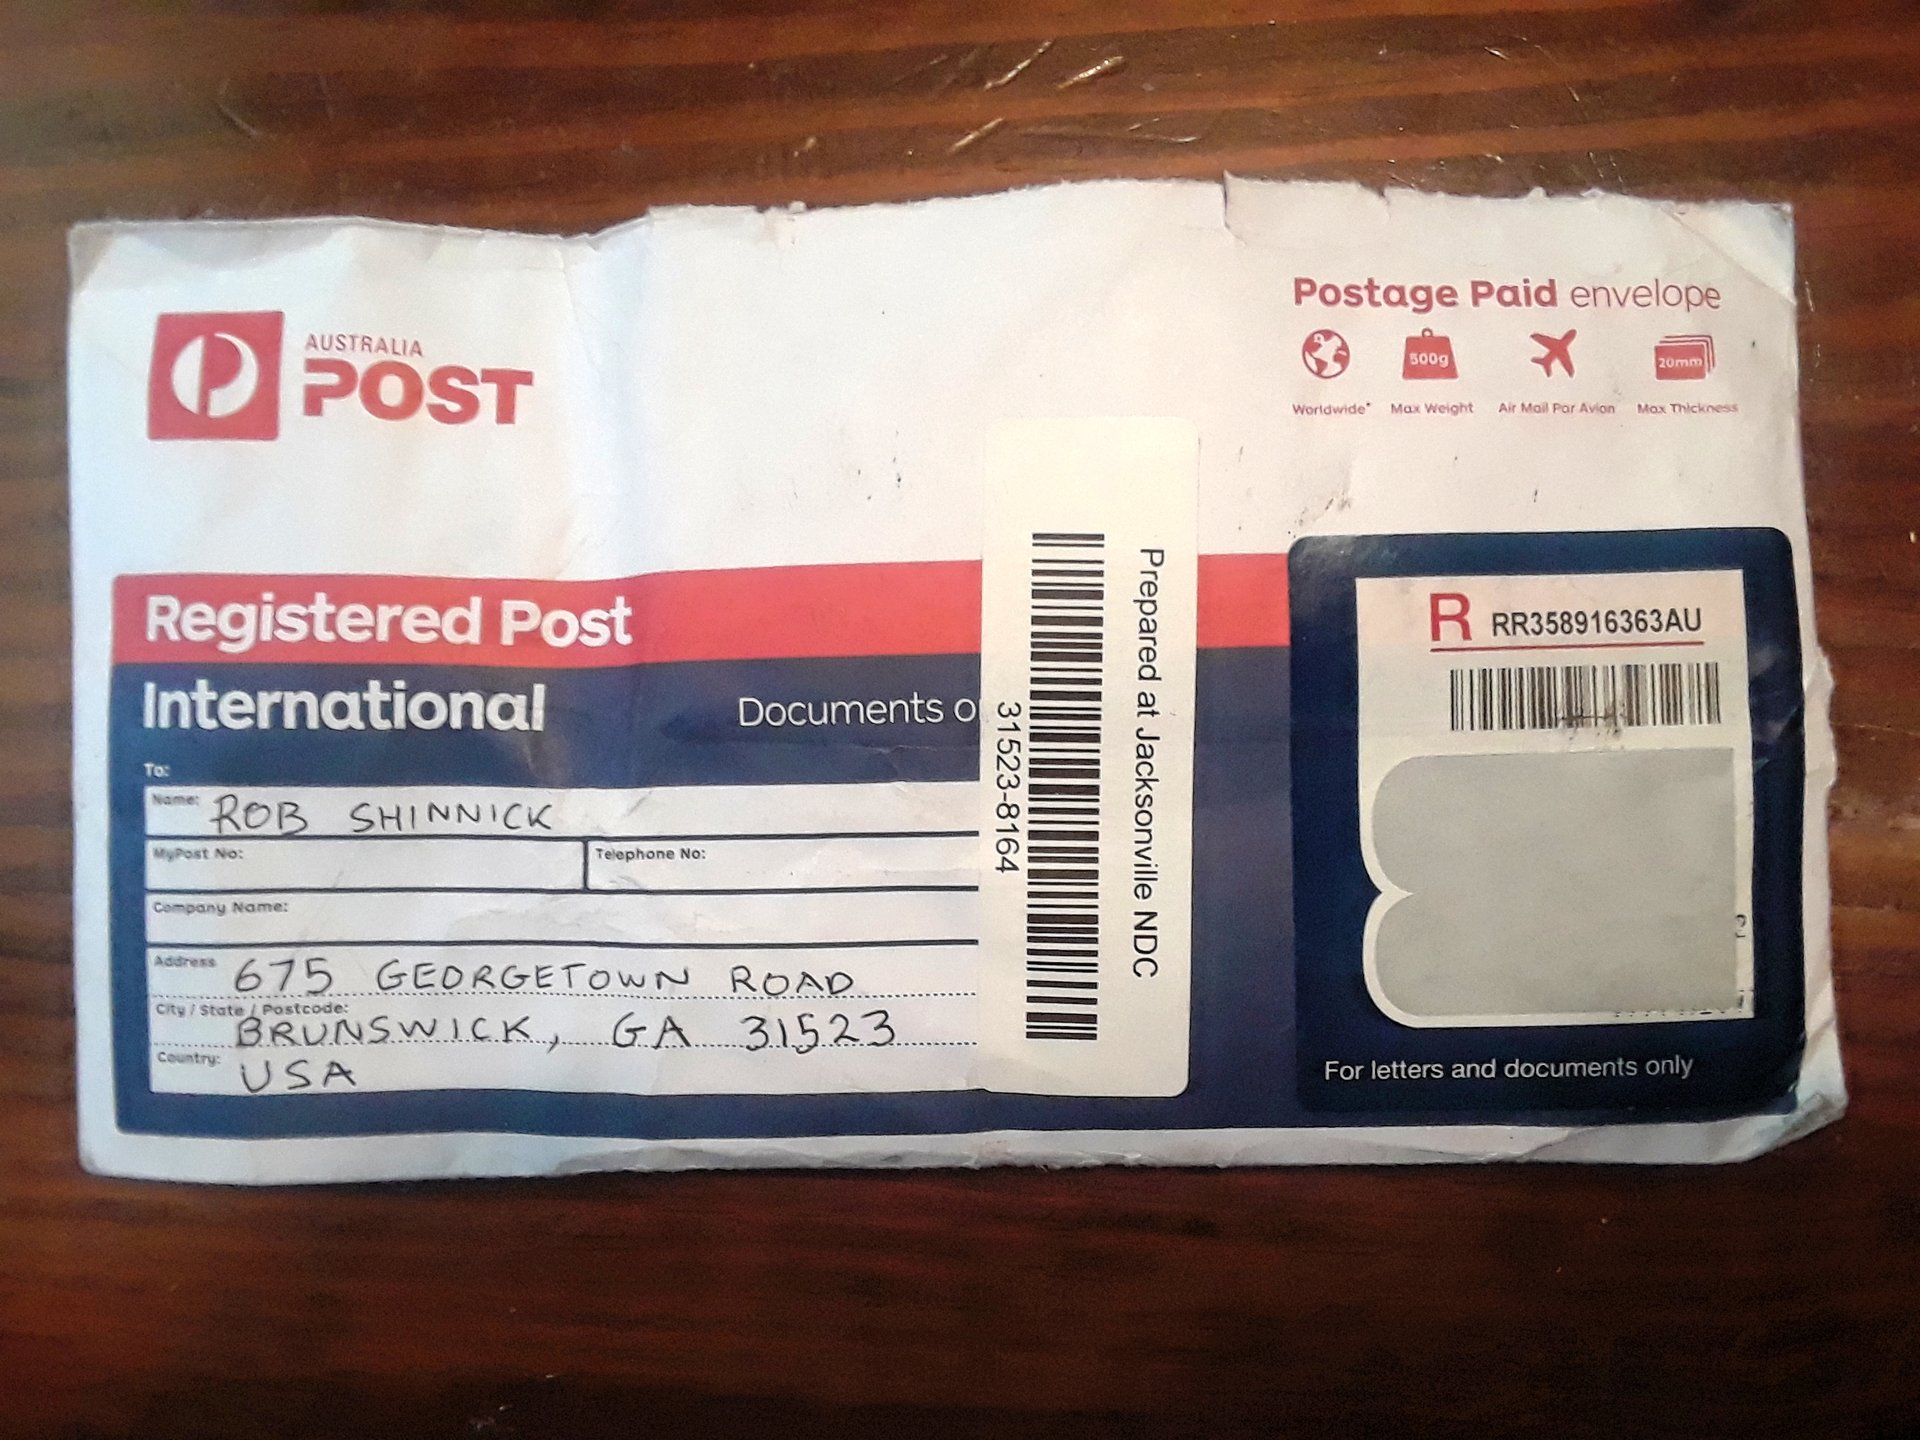 AUSTRALIA
POST
Postage Paid envelope
500g
20mm
Worldwide* Max Weight Air Mail Par Avion Max Thickness
Registered Post
International
Documents o
To:
Name: ROB SHINNICK
MyPost No:
Telephone No:
Company Name:
Address 675 GEORGETOWN ROAD
City / State / Postcode:
BRUNSWICK, GA 31523
Country: USA
Prepared at Jacksonville NDC
31523-8164
R RR358916363AU
For letters and documents only